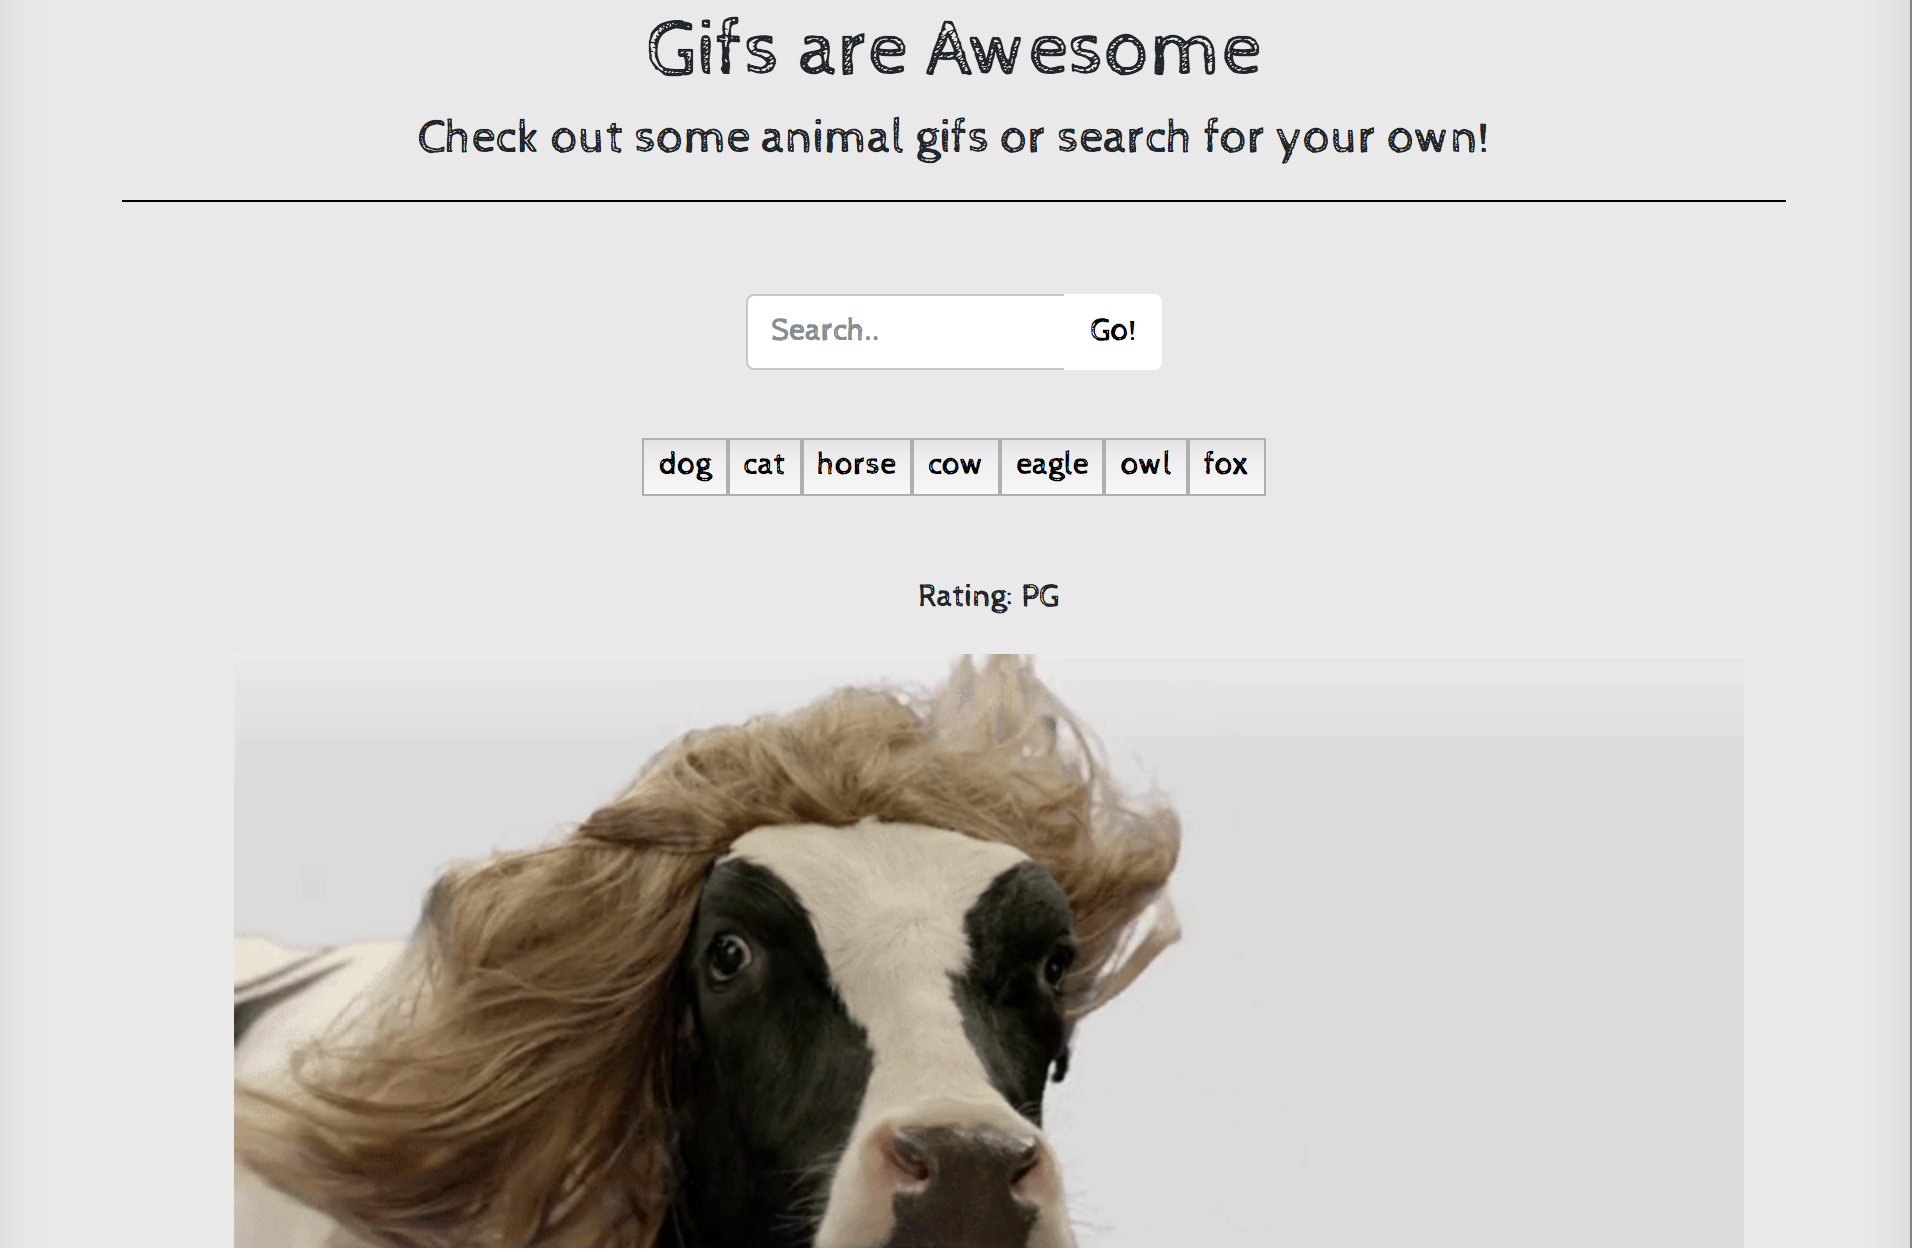 Gifs are Awesome
Check out some animal gifs or search for your own!
Search.. Go!
dog cat horse cow eagle owl fox
Rating: PG